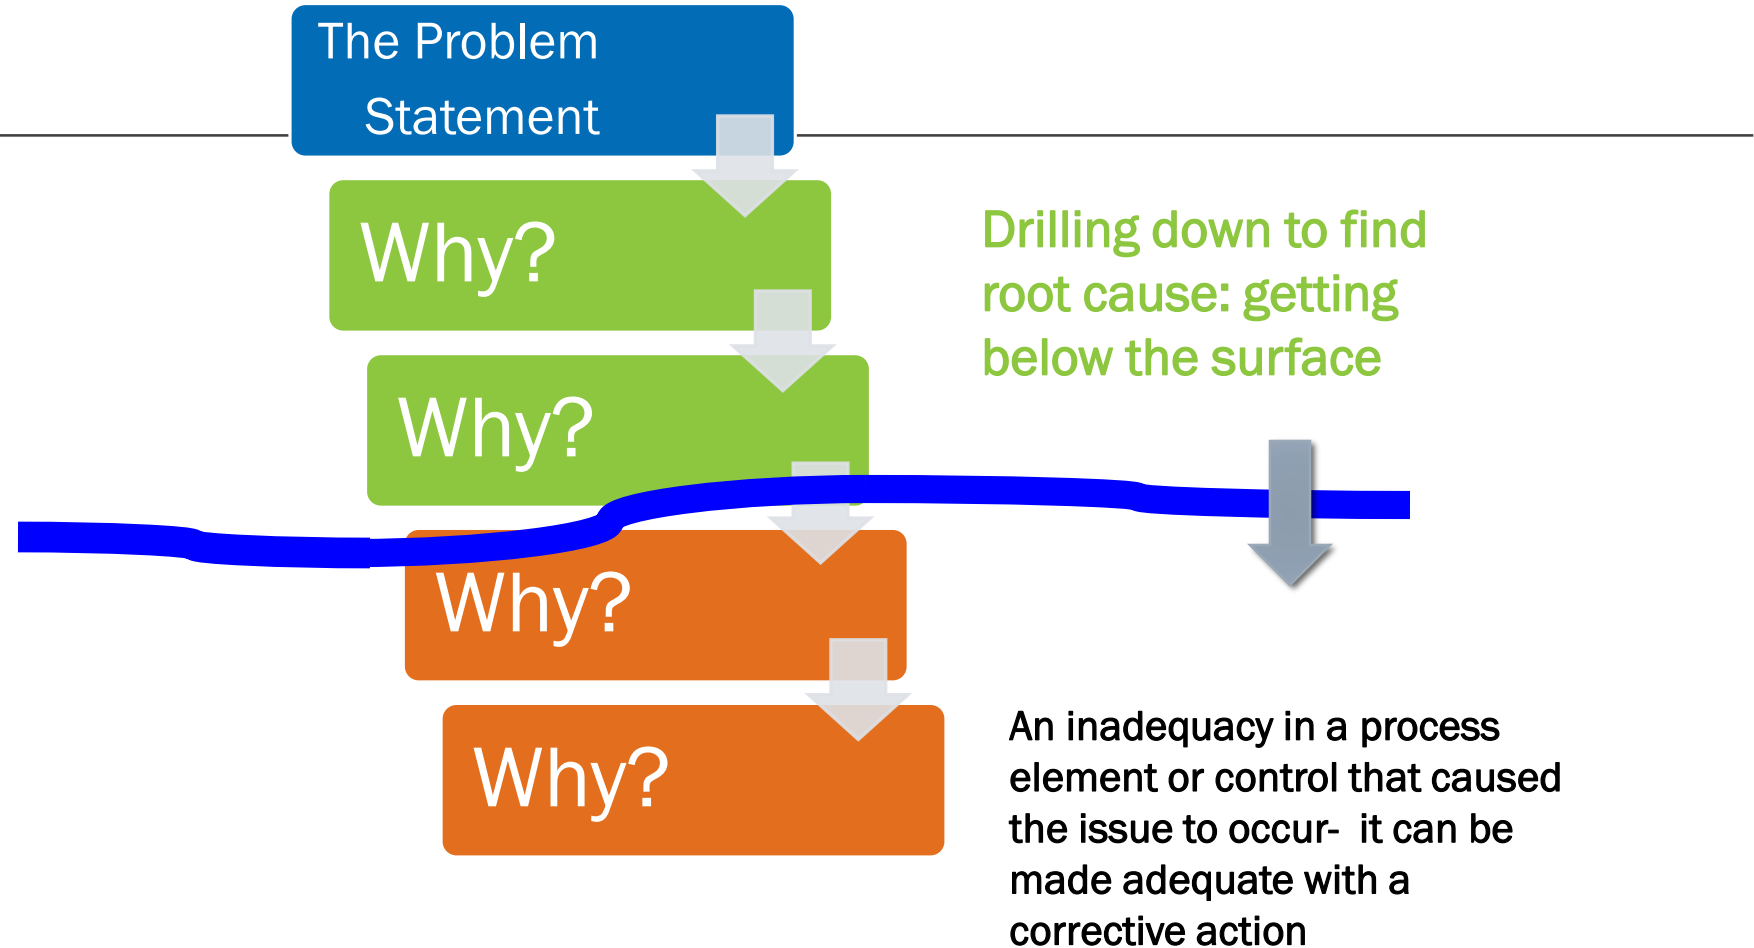 The Problem
Statement
Why?
Why?
Why?
Why?
Drilling down to find
root cause: getting
below the surface
An inadequacy in a process
element or control that caused
the issue to occur-  it can be
made adequate with a
corrective action